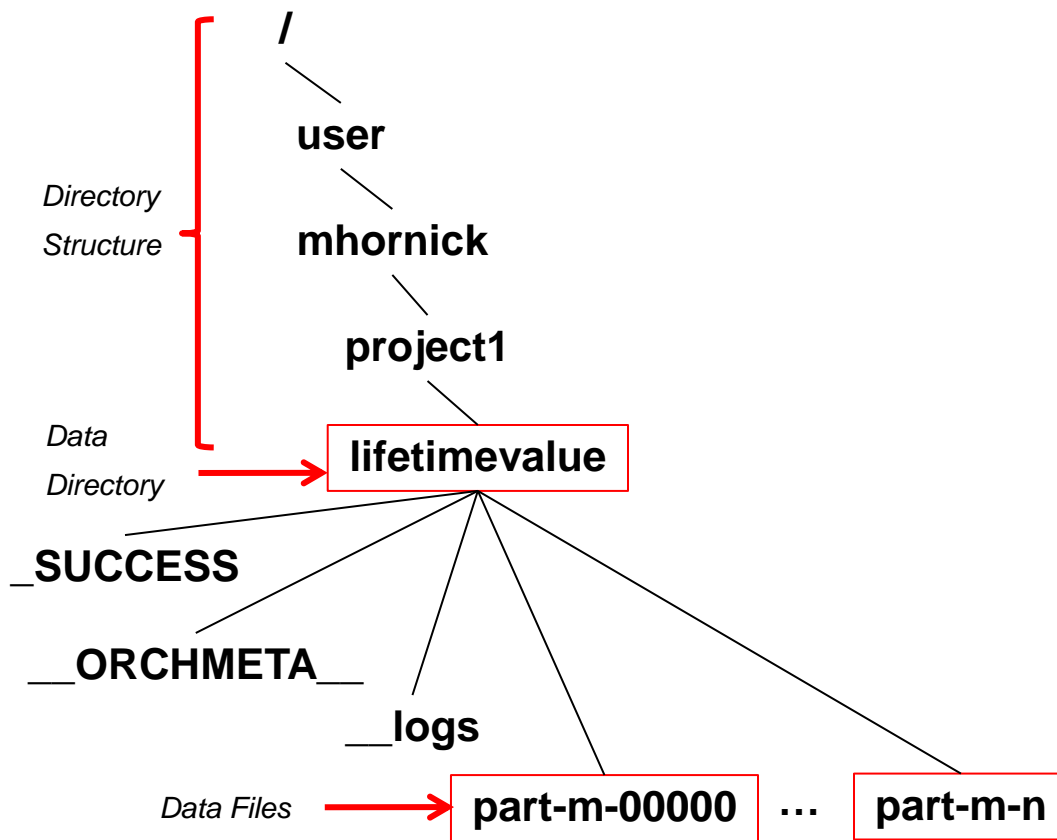 /
user
Directory
Structure
mhornick
project1
Data
Directory
lifetimevalue
_SUCCESS
__ORCHMETA__
__logs
Data Files
part-m-00000 ... part-m-n